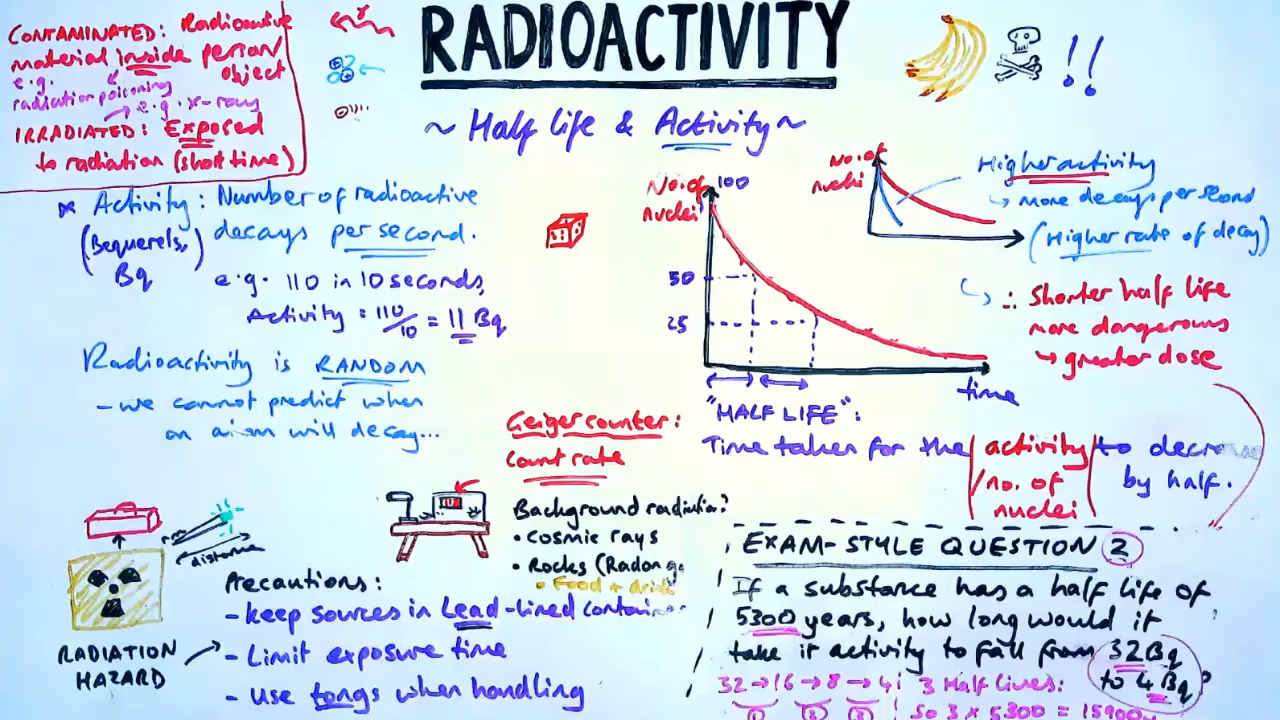 RADIOACTIVITY
~ Half life & Activity ~
CONTAMINATED: Radioactive
material inside person
object
e.g.
radiation poisoning
e.g. x-ray
IRRADIATED: Exposed
to radiation (short time)
* Activity: Number of radioactive
decays per second.
(Bequerels,
Bq)
e.g. 110 in 10 seconds,
Activity = 110/10 = 11 Bq
Radioactivity is RANDOM
- we cannot predict when
an atom will decay...
No. of
nuclei
100
50
25
time
"HALF LIFE":
Time taken for the activity to
/no. of
nuclei
by half.
No. of
nuclei
Higher activity
↳ more decays per second
(Higher rate of decay)
↳ ∴ Shorter half life
more dangerous
↳ greater dose
Geiger counter:
Count rate
Background radiation?
• Cosmic rays
• Rocks (Radon
• Food + drink
distance
RADIATION
HAZARD
Precautions:
- keep sources in Lead-lined
- Limit exposure time
- Use tongs when handling
EXAM-STYLE QUESTION 2
If a substance has a half life of
5300 years, how long would it
take it activity to fall from 32Bq
to 4Bq?
32→16→8→4
1 2 3
3 Half lives:
So 3 x 5300 = 15900